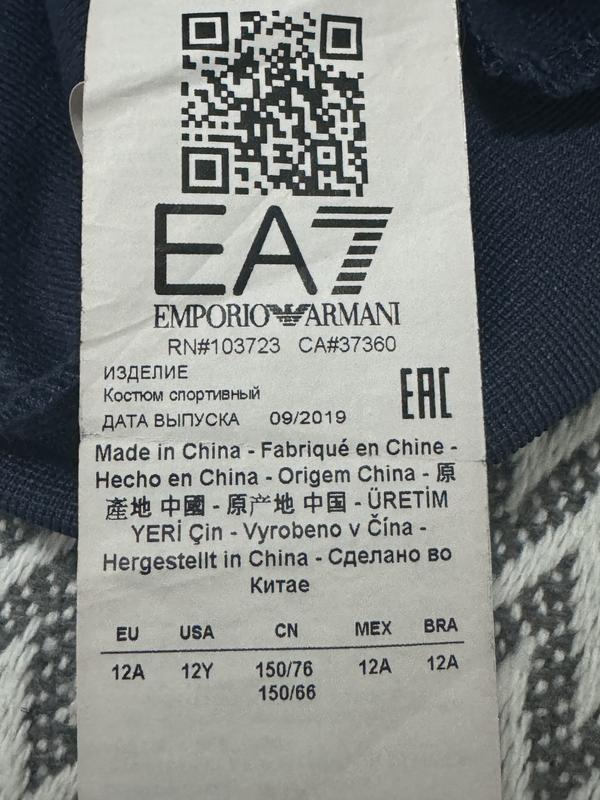 EA7
EMPORIO ARMANI
RN#103723 CA#37360
ИЗДЕЛИЕ
Костюм спортивный
EAC
ДАТА ВЫПУСКА 09/2019
Made in China - Fabriqué en Chine -
Hecho en China - Origem China - 原
產地 中國 - 原产地 中国 - ÜRETİM
YERİ Çin - Vyrobeno v Čína -
Hergestellt in China - Сделано во
Китае
EU USA CN MEX BRA
12A 12Y 150/76 12A 12A
150/66